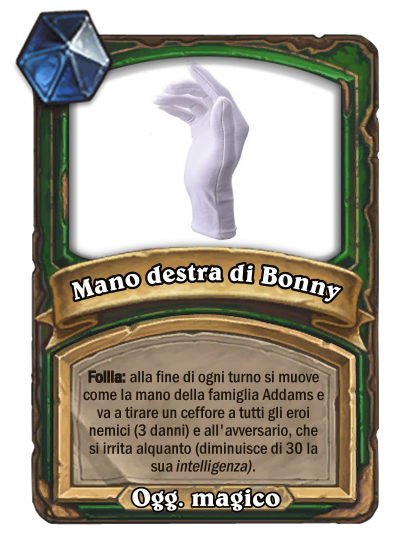 Mano destra di Bonny
Follia: alla fine di ogni turno si muove
come la mano della famiglia Addams e
va a tirare un ceffore a tutti gli eroi
nemici (3 danni) e all'avversario, che
si irrita alquanto (diminuisce di 30 la
sua intelligenza).
Ogg. magico